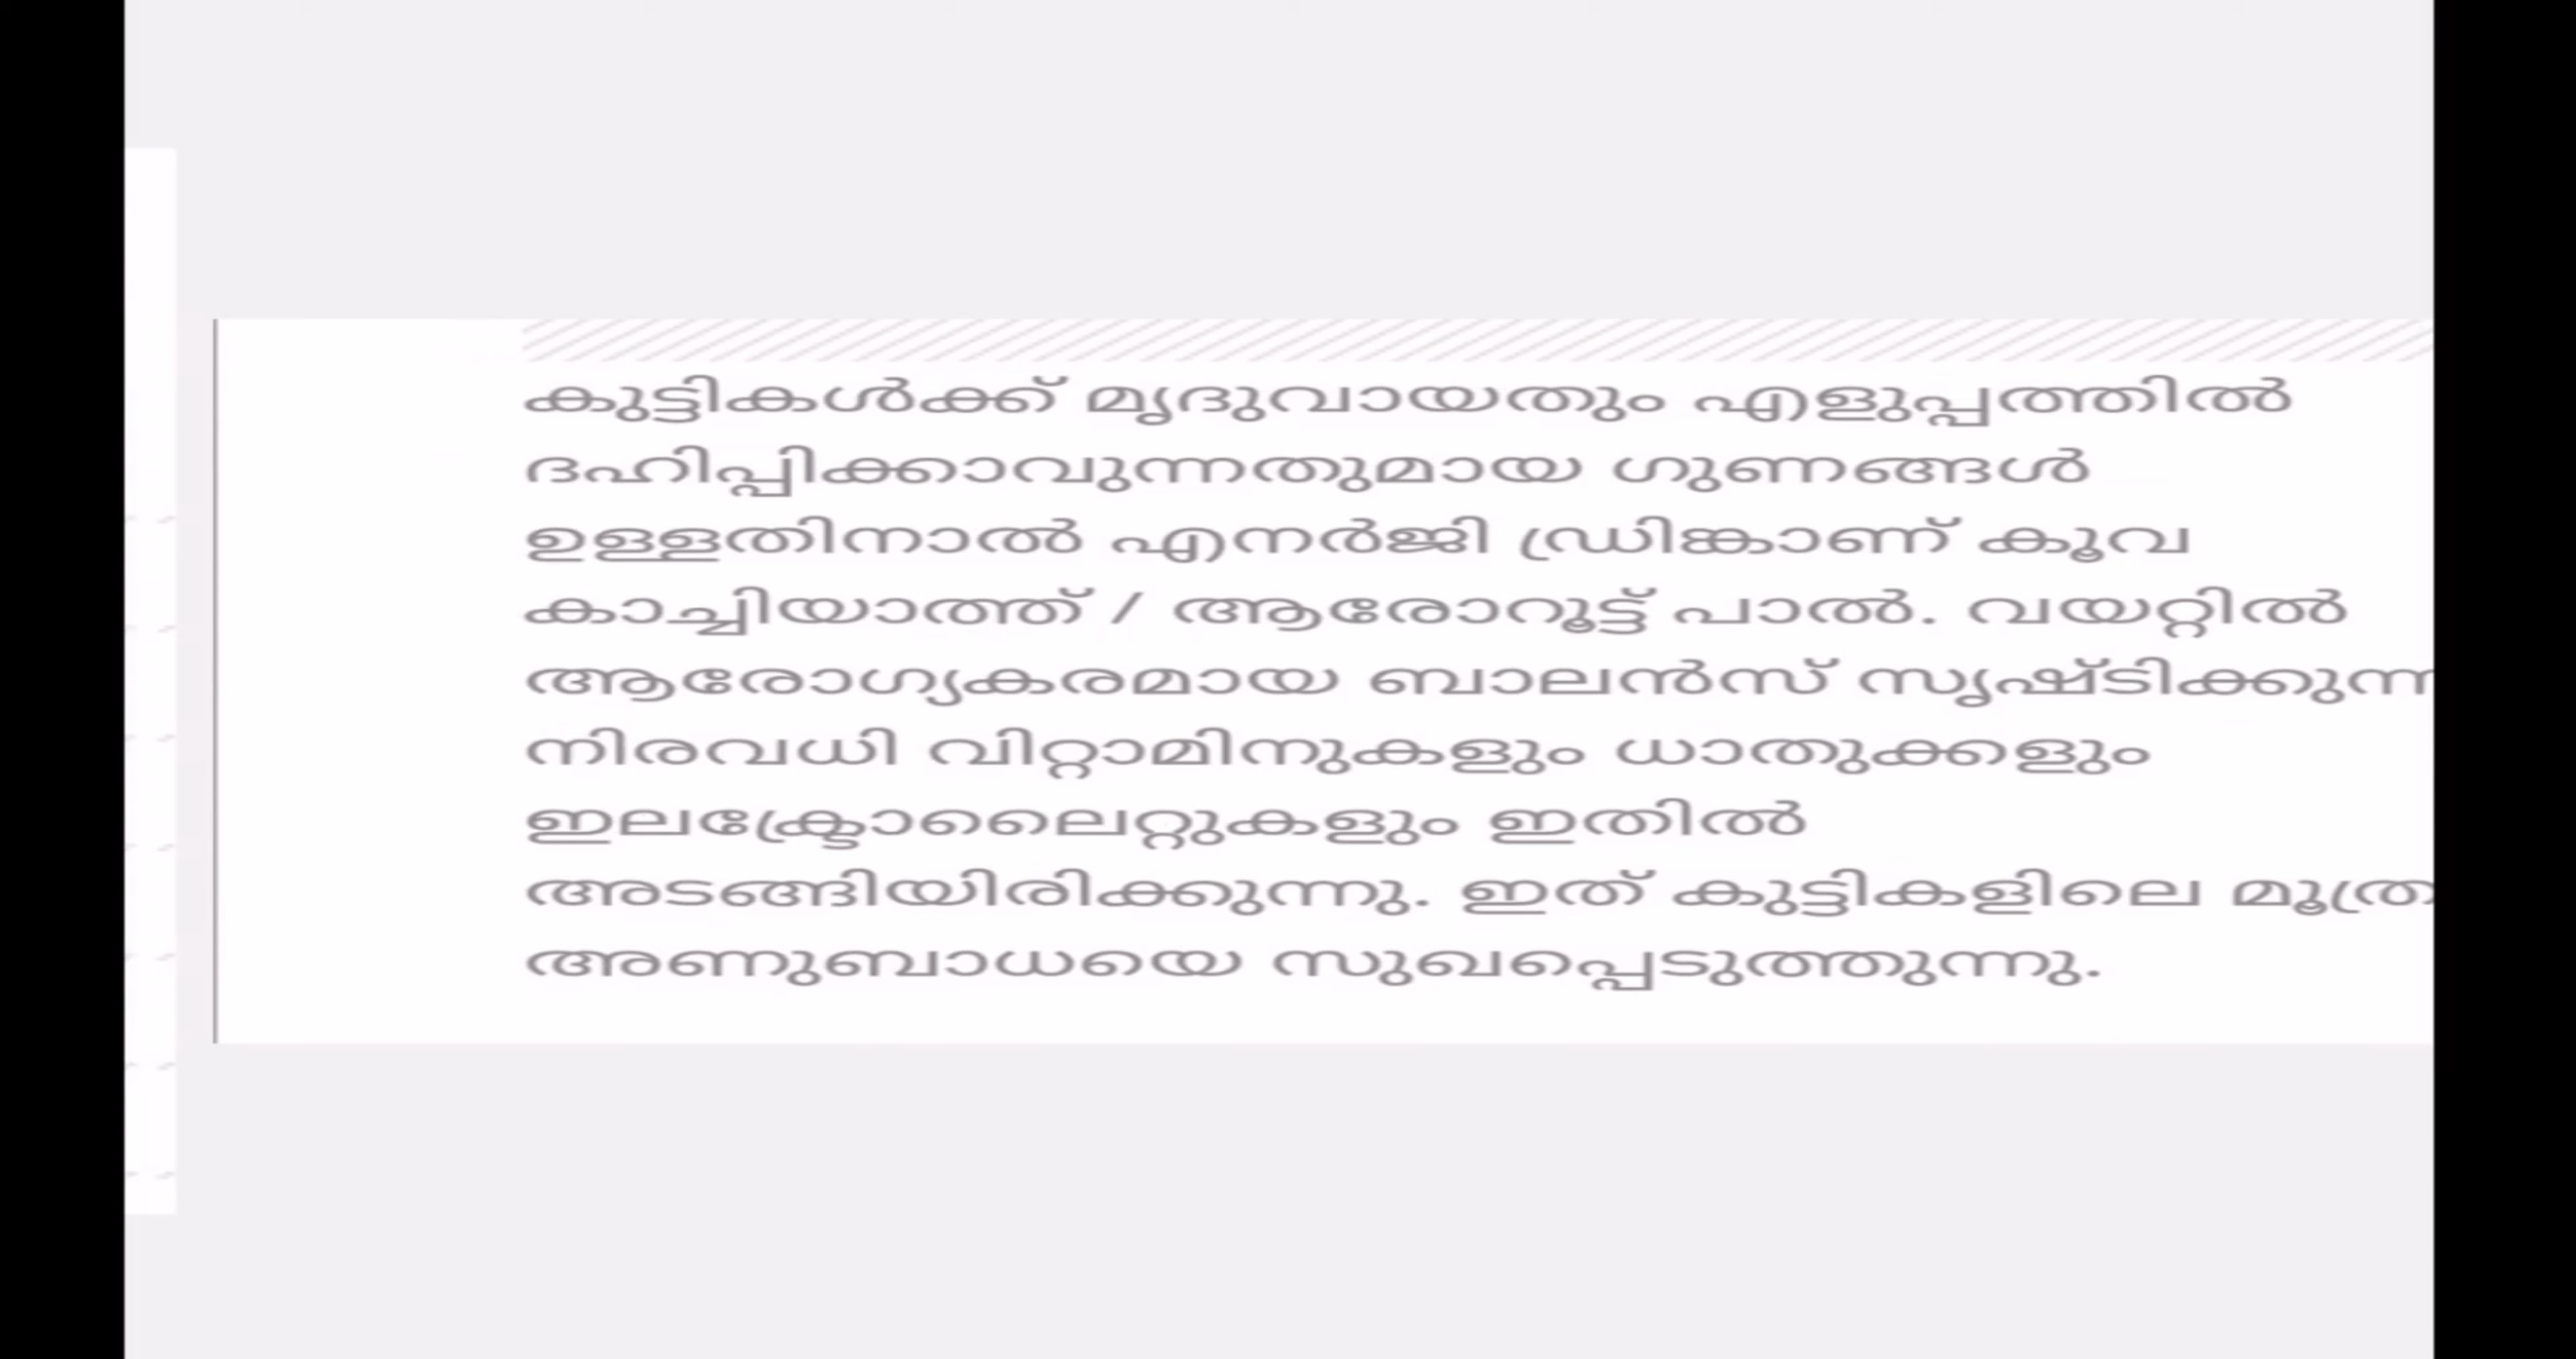 കുട്ടികൾക്ക് മൃദുവായതും എളുപ്പത്തിൽ
ദഹിപ്പിക്കാവുന്നതുമായ ഗുണങ്ങൾ
ഉള്ളതിനാൽ എനർജി ഡ്രിങ്കാണ് കൂവ
കാച്ചിയാത്ത് / ആരോറൂട്ട് പാൽ. വയറ്റിൽ
ആരോഗ്യകരമായ ബാലൻസ് സൃഷ്ടിക്കുന്ന
നിരവധി വിറ്റാമിനുകളും ധാതുക്കളും
ഇലക്ട്രോലൈറ്റുകളും ഇതിൽ
അടങ്ങിയിരിക്കുന്നു. ഇത് കുട്ടികളിലെ മൂത്ര
അണുബാധയെ സുഖപ്പെടുത്തുന്നു.